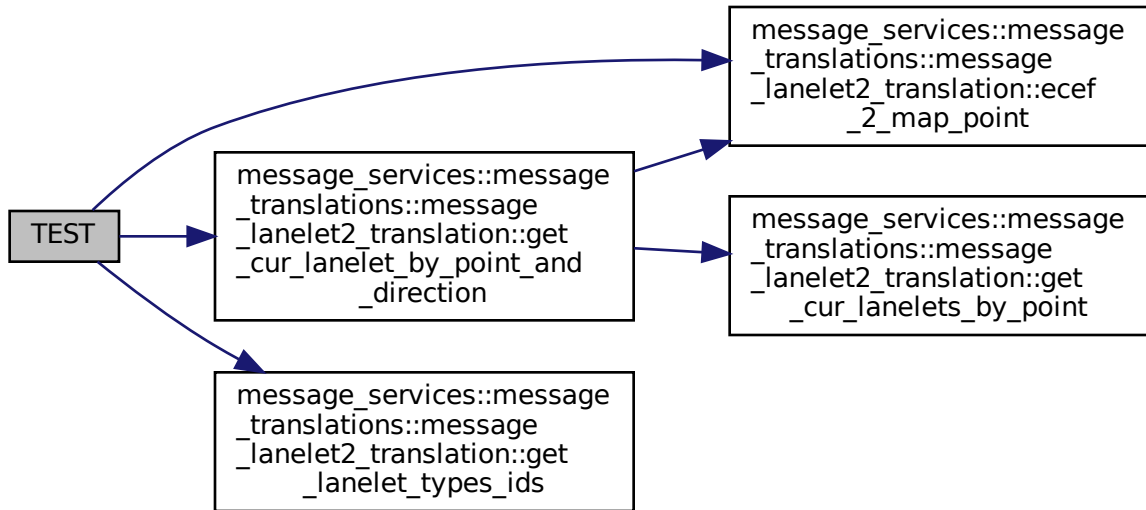 TEST
message_services::message
_translations::message
_lanelet2_translation::get
_cur_lanelet_by_point_and
_direction
message_services::message
_translations::message
_lanelet2_translation::get
_lanelet_types_ids
message_services::message
_translations::message
_lanelet2_translation::ecef
_2_map_point
message_services::message
_translations::message
_lanelet2_translation::get
_cur_lanelets_by_point